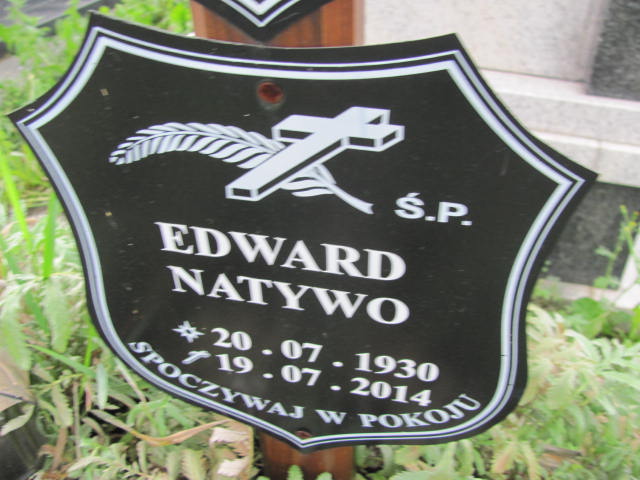 Ś.P.
EDWARD
NATYWO
20 - 07 - 1930
19 - 07 - 2014
SPOCZYWAJ W POKOJU